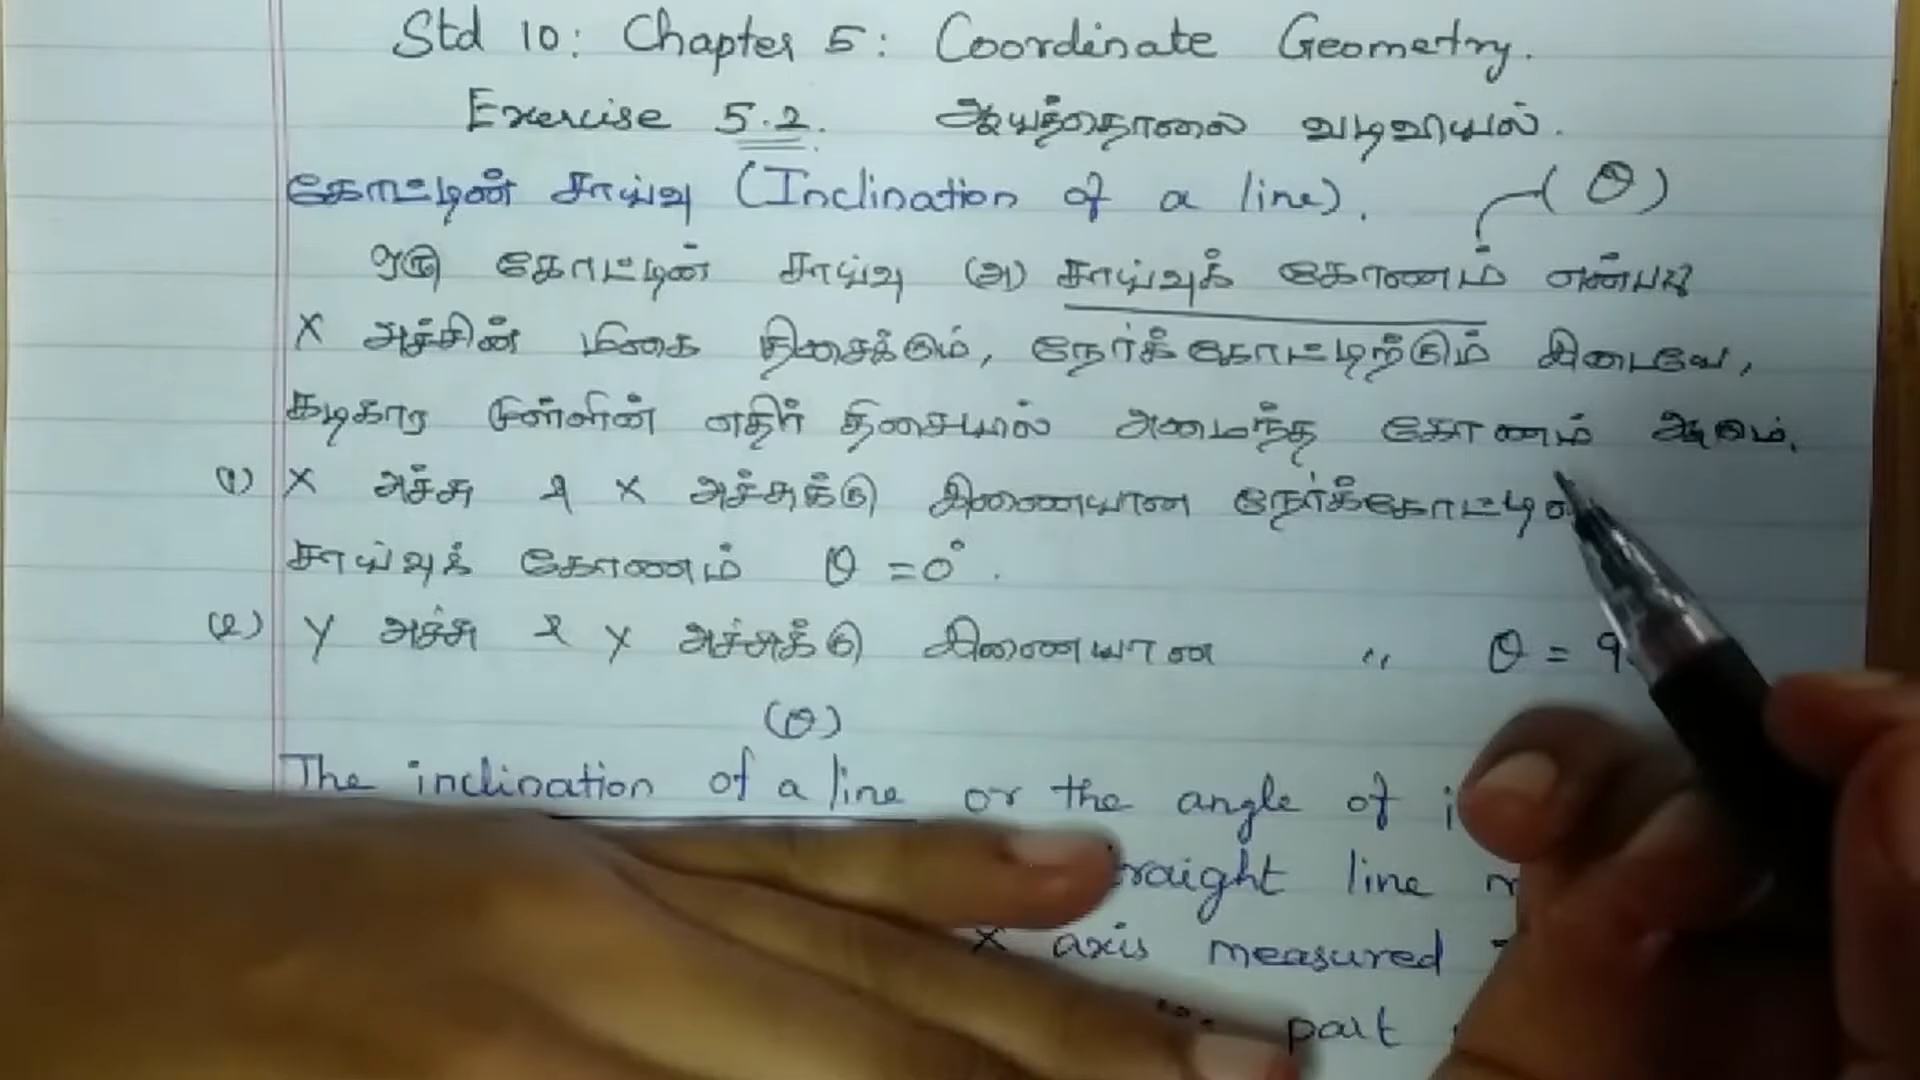 Std 10: Chapter 5: Coordinate Geometry.
Exercise 5.2. ஆயத்தொலை வடிவியல்.
கோட்டின் சாய்வு (Inclination of a line). (θ)
ஒரு கோட்டின் சாய்வு (அ) சாய்வுக் கோணம் என்பது
X அச்சின் மிகை திசைக்கும், நேர்க்கோட்டிற்கும் இடையே,
கடிகார முள்ளின் எதிர் திசையில் அமைந்த கோணம் ஆகும்.
(1) X அச்சு & X அச்சுக்கு இணையான
சாய்வுக் கோணம் θ = 0°.
(2) Y அச்சு & Y அச்சுக்கு இணையான " θ =
(θ)
The inclination of a line or the angle of
line
X axis measured
part